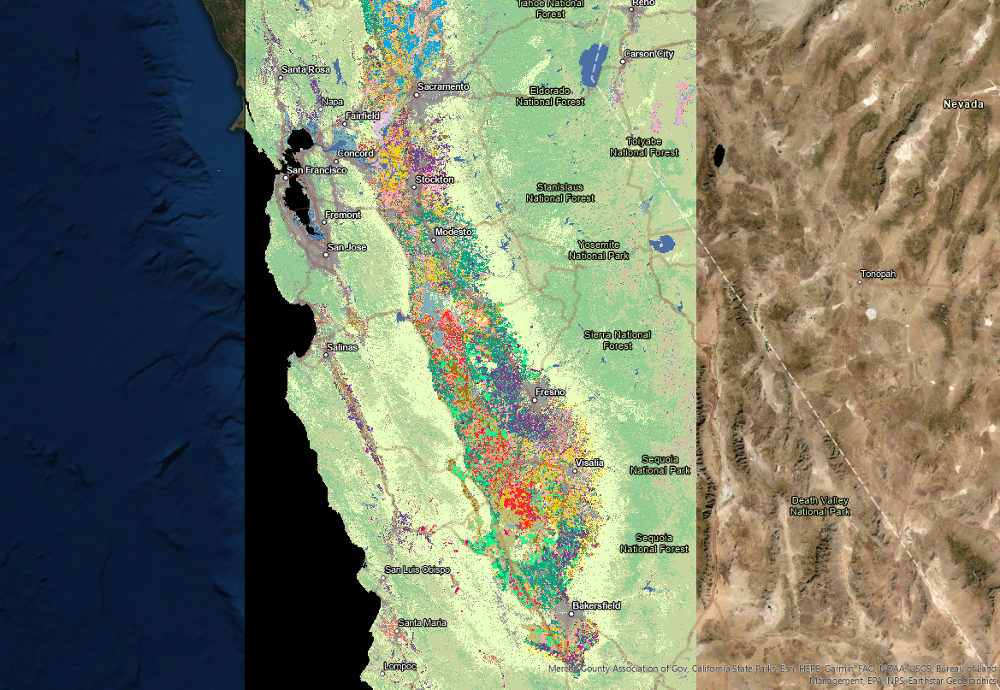 Tahoe National
Forest
Reno
Carson City
Santa Rosa
Sacramento
Eldorado
National Forest
Napa
Nevada
Fairfield
Toiyabe
National Forest
Concord
San Francisco
Stockton
Stanislaus
National Forest
Fremont
Modesto
San Jose
Yosemite
National Park
Tonopah
Sierra National
Forest
Salinas
Fresno
Visalia
Sequoia
National Park
Death Valley
National Park
Sequoia
National Forest
San Luis Obispo
Bakersfield
Santa Maria
Lompoc
Merced County Association of Gov, California State Parks, Esri, HERE, Garmin, FAO, NOAA, USGS, Bureau of Land
Management, EPA, NPS, Earthstar Geographics